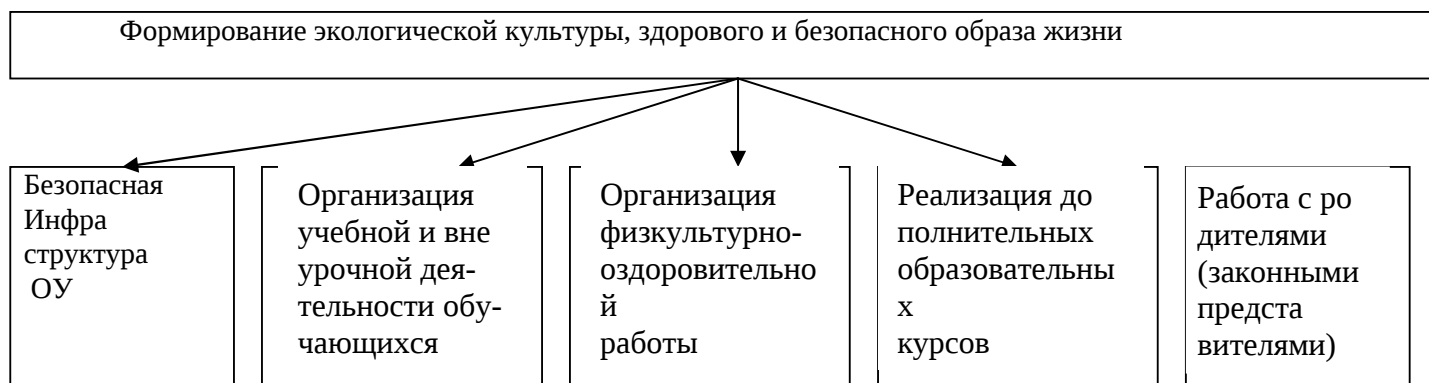 Формирование экологической культуры, здорового и безопасного образа жизни
Безопасная
Инфра
структура
ОУ
Организация
учебной и вне
урочной дея-
тельности обу-
чающихся
Организация
физкультурно-
оздоровительно
й
работы
Реализация до
полнительных
образовательны
х
курсов
Работа с ро
дителями
(законными
предста
вителями)